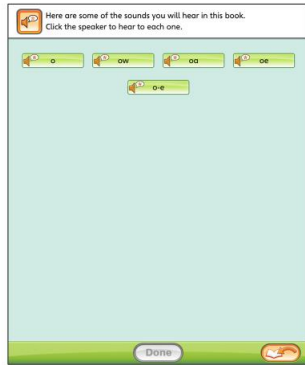 Here are some of the sounds you will hear in this book.
Click the speaker to hear to each one.
o ow oa oe
o-e
Done